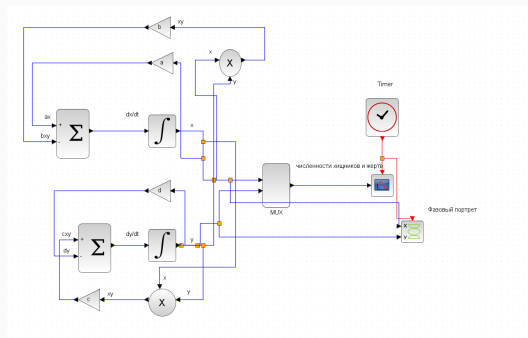 b
xy
x
a
X
y
Timer
ax
+
dx/dt
x
Σ
∫
bxy
-
численности хищников и жертв
d
MUX
Фазовый портрет
x
y
cxy
+
dy/dt
y
Σ
∫
dy
-
x
c
xy
X
y